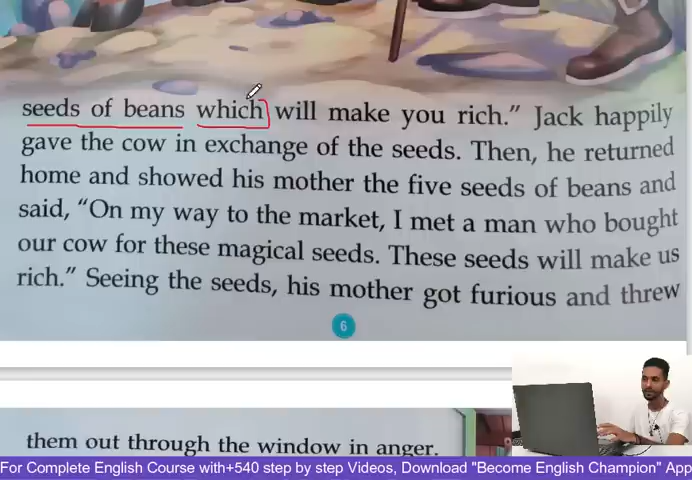 seeds of beans which will make you rich.” Jack happily
gave the cow in exchange of the seeds. Then, he returned
home and showed his mother the five seeds of beans and
said, “On my way to the market, I met a man who bought
our cow for these magical seeds. These seeds will make us
rich.” Seeing the seeds, his mother got furious and threw
6
them out through the window in anger.
For Complete English Course with+540 step by step Videos, Download "Become English Champion" App